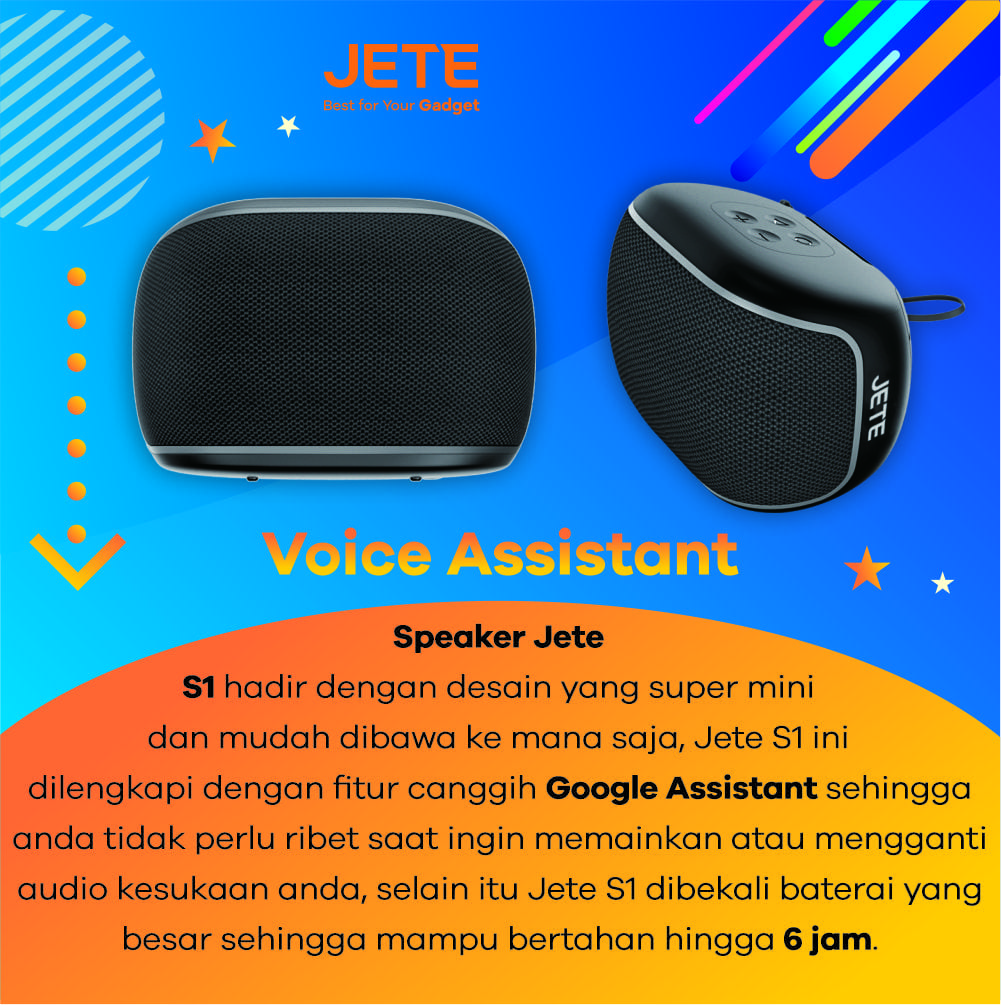 JETE
Best for Your Gadget
JETE
Voice Assistant
Speaker Jete
S1 hadir dengan desain yang super mini
dan mudah dibawa ke mana saja, Jete S1 ini
dilengkapi dengan fitur canggih Google Assistant sehingga
anda tidak perlu ribet saat ingin memainkan atau mengganti
audio kesukaan anda, selain itu Jete S1 dibekali baterai yang
besar sehingga mampu bertahan hingga 6 jam.